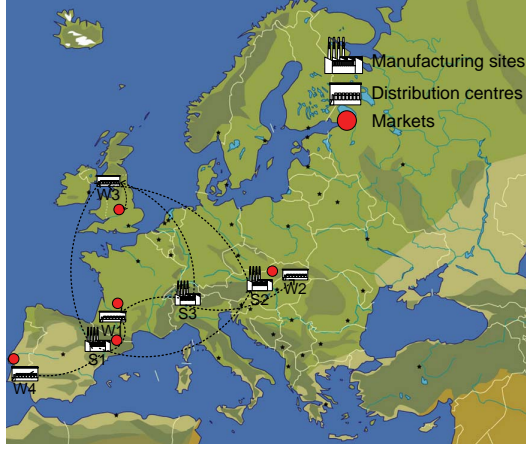 Manufacturing sites
Distribution centres
Markets
W3
S2
W2
S3
W1
S1
W4